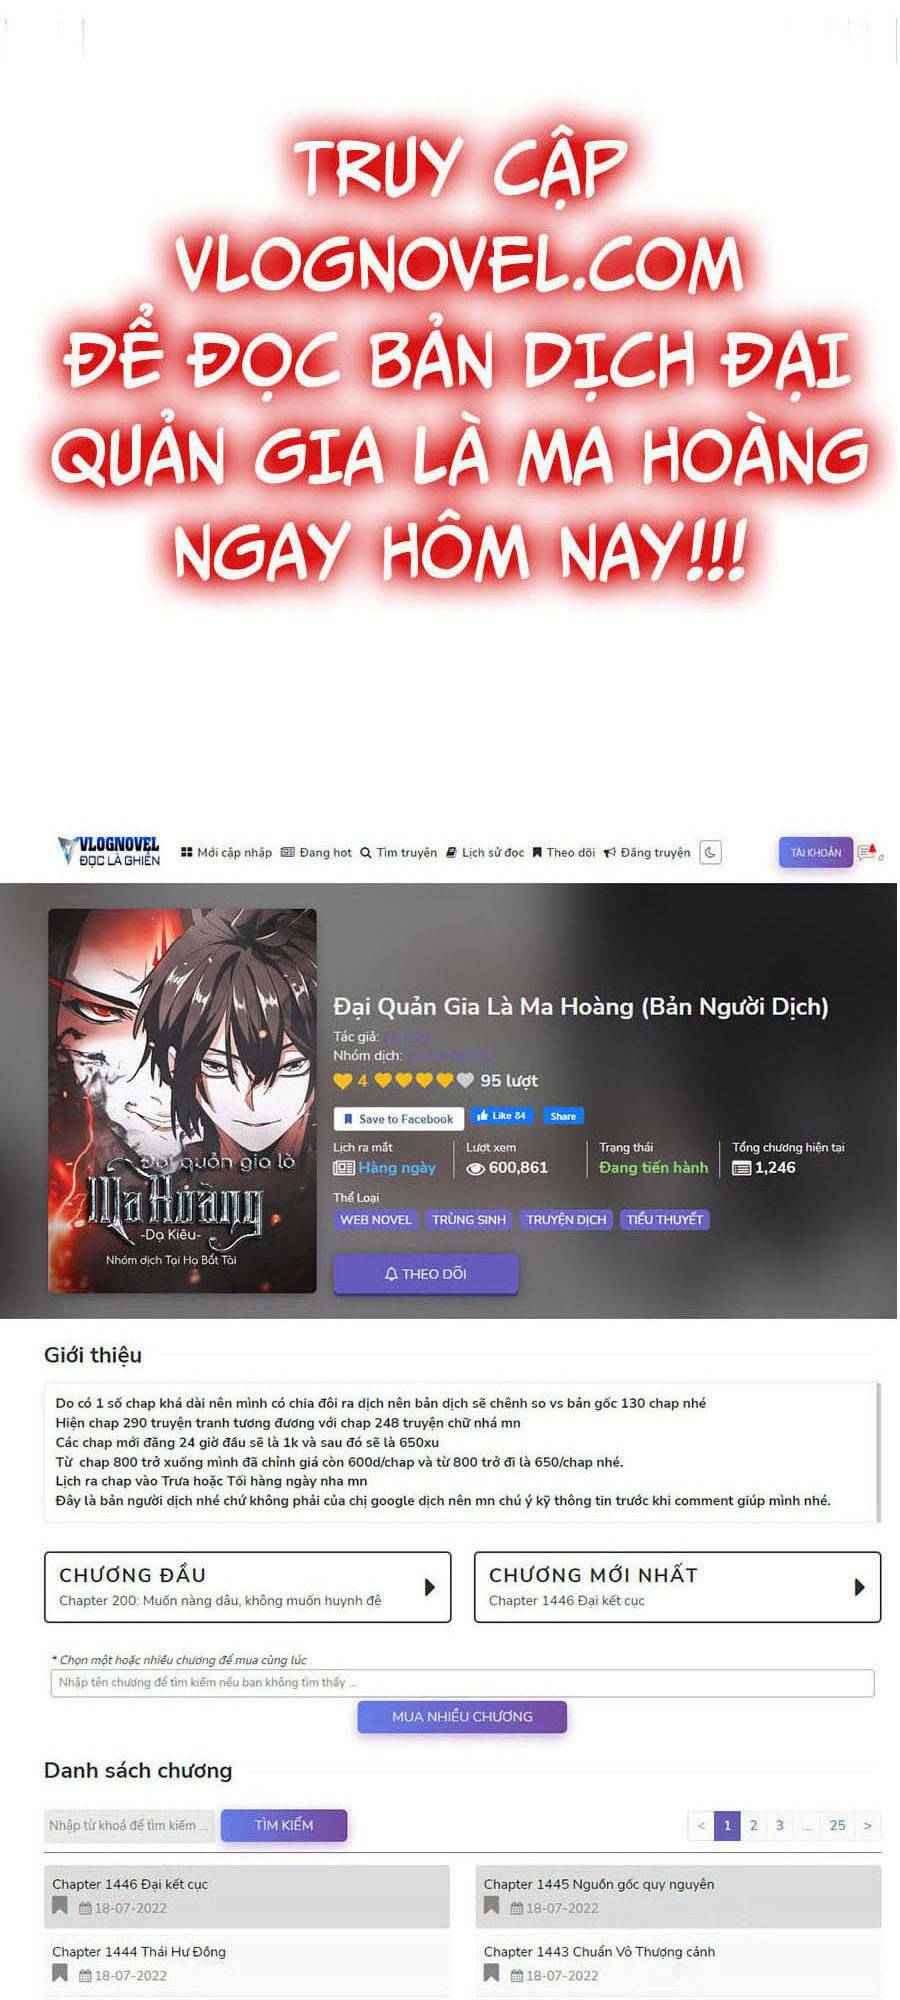 TRUY CẬP
VLOGNOVEL.COM
ĐỂ ĐỌC BẢN DỊCH ĐẠI
QUẢN GIA LÀ MA HOÀNG
NGAY HÔM NAY!!!
VLOGNOVEL
ĐỌC LÀ GHIỀN
Mới cập nhập Đang hot Tìm truyện Lịch sử đọc Theo dõi Đăng truyện
TÀI KHOẢN
Đại Quản Gia Là Ma Hoàng (Bản Người Dịch)
Tác giả:
Nhóm dịch:
4 95 lượt
Save to Facebook Like 84 Share
Lịch ra mắt Lượt xem Trạng thái Tổng chương hiện tại
Hàng ngày 600,861 Đang tiến hành 1,246
Thể Loại
WEB NOVEL TRÙNG SINH TRUYỆN DỊCH TIỂU THUYẾT
THEO DÕI
Đại quản gia là
Ma Hoàng
-Dạ Kiêu-
Nhóm dịch Tại Hạ Bất Tài
Giới thiệu
Do có 1 số chap khá dài nên mình có chia đôi ra dịch nên bản dịch sẽ chênh so vs bản gốc 130 chap nhé
Hiện chap 290 truyện tranh tương đương với chap 248 truyện chữ nhá mn
Các chap mới đăng 24 giờ đầu sẽ là 1k và sau đó sẽ là 650xu
Từ chap 800 trở xuống mình đã chỉnh giá còn 600đ/chap và từ 800 trở đi là 650/chap nhé.
Lịch ra chap vào Trưa hoặc Tối hàng ngày nha mn
Đây là bản người dịch nhé chứ không phải của chị google dịch nên mn chú ý kỹ thông tin trước khi comment giúp mình nhé.
CHƯƠNG ĐẦU
Chapter 200: Muốn nàng dâu, không muốn huynh đệ
CHƯƠNG MỚI NHẤT
Chapter 1446 Đại kết cục
* Chọn một hoặc nhiều chương để mua cùng lúc
Nhập tên chương để tìm kiếm nếu bạn không tìm thấy ...
MUA NHIỀU CHƯƠNG
Danh sách chương
Nhập từ khoá để tìm kiếm ... TÌM KIẾM < 1 2 3 ... 25 >
Chapter 1446 Đại kết cục
18-07-2022
Chapter 1445 Nguồn gốc quy nguyên
18-07-2022
Chapter 1444 Thái Hư Đồng
18-07-2022
Chapter 1443 Chuẩn Vô Thượng cảnh
18-07-2022